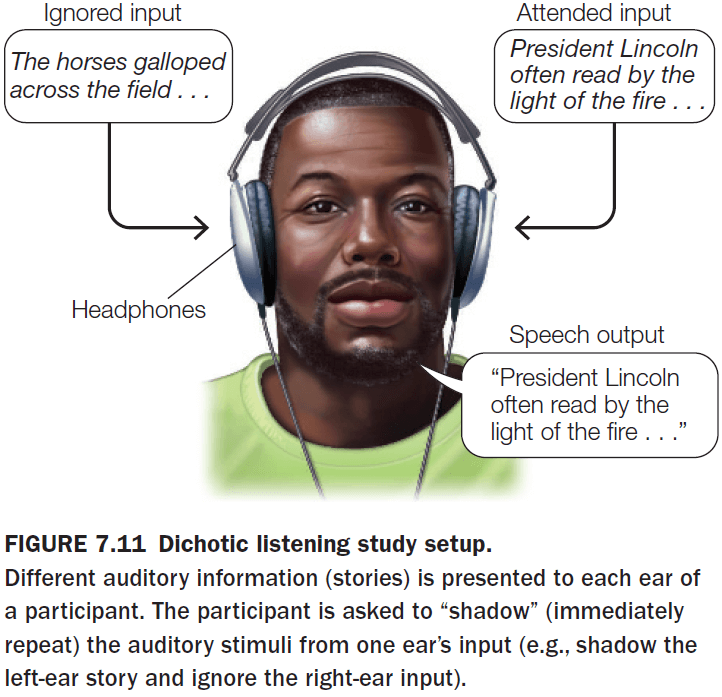 Ignored input
The horses galloped
across the field . . .
Attended input
President Lincoln
often read by the
light of the fire . . .
Headphones
Speech output
“President Lincoln
often read by the
light of the fire . . .”
FIGURE 7.11 Dichotic listening study setup.
Different auditory information (stories) is presented to each ear of
a participant. The participant is asked to “shadow” (immediately
repeat) the auditory stimuli from one ear’s input (e.g., shadow the
left-ear story and ignore the right-ear input).